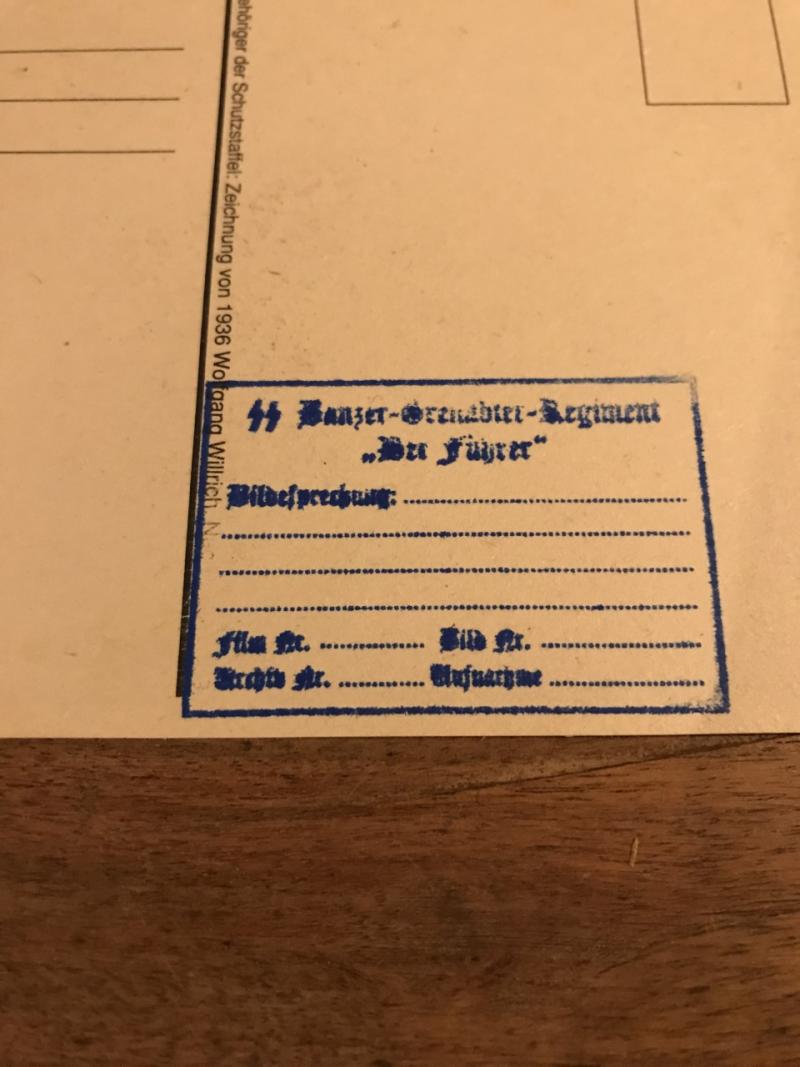 ehöriger der Schutzstaffel: Zeichnung von 1936 Wolfgang Willrich N
ᛋᛋ Panzer-Grenadier-Regiment
„Der Führer“
Bildesprechung: ........................
........................
........................
........................
Film Nr. ............ Bild Nr. ............
Archiv Nr. ............ Aufnahme ............